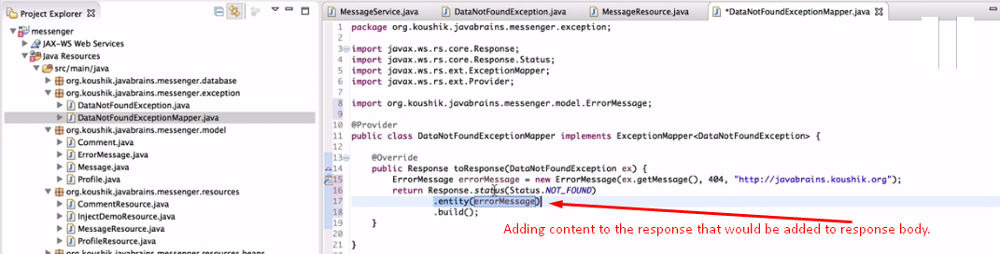 Project Explorer
messenger
JAX-WS Web Services
Java Resources
src/main/java
org.koushik.javabrains.messenger.database
org.koushik.javabrains.messenger.exception
DataNotFoundException.java
DataNotFoundExceptionMapper.java
org.koushik.javabrains.messenger.model
Comment.java
ErrorMessage.java
Message.java
Profile.java
org.koushik.javabrains.messenger.resources
CommentResource.java
InjectDemoResource.java
MessageResource.java
ProfileResource.java
org.koushik.javabrains.messenger.resources.beans
MessageService.java
DataNotFoundException.java
MessageResource.java
*DataNotFoundExceptionMapper.java
1 package org.koushik.javabrains.messenger.exception;
2
3 import javax.ws.rs.core.Response;
4 import javax.ws.rs.core.Response.Status;
5 import javax.ws.rs.ext.ExceptionMapper;
6 import javax.ws.rs.ext.Provider;
7
8 import org.koushik.javabrains.messenger.model.ErrorMessage;
9
10 @Provider
11 public class DataNotFoundExceptionMapper implements ExceptionMapper<DataNotFoundException> {
12
13 @Override
14 public Response toResponse(DataNotFoundException ex) {
15 ErrorMessage errorMessage = new ErrorMessage(ex.getMessage(), 404, "http://javabrains.koushik.org");
16 return Response.status(Status.NOT_FOUND)
17 .entity(errorMessage)
18 .build();
19 }
20
21 }
Adding content to the response that would be added to response body.